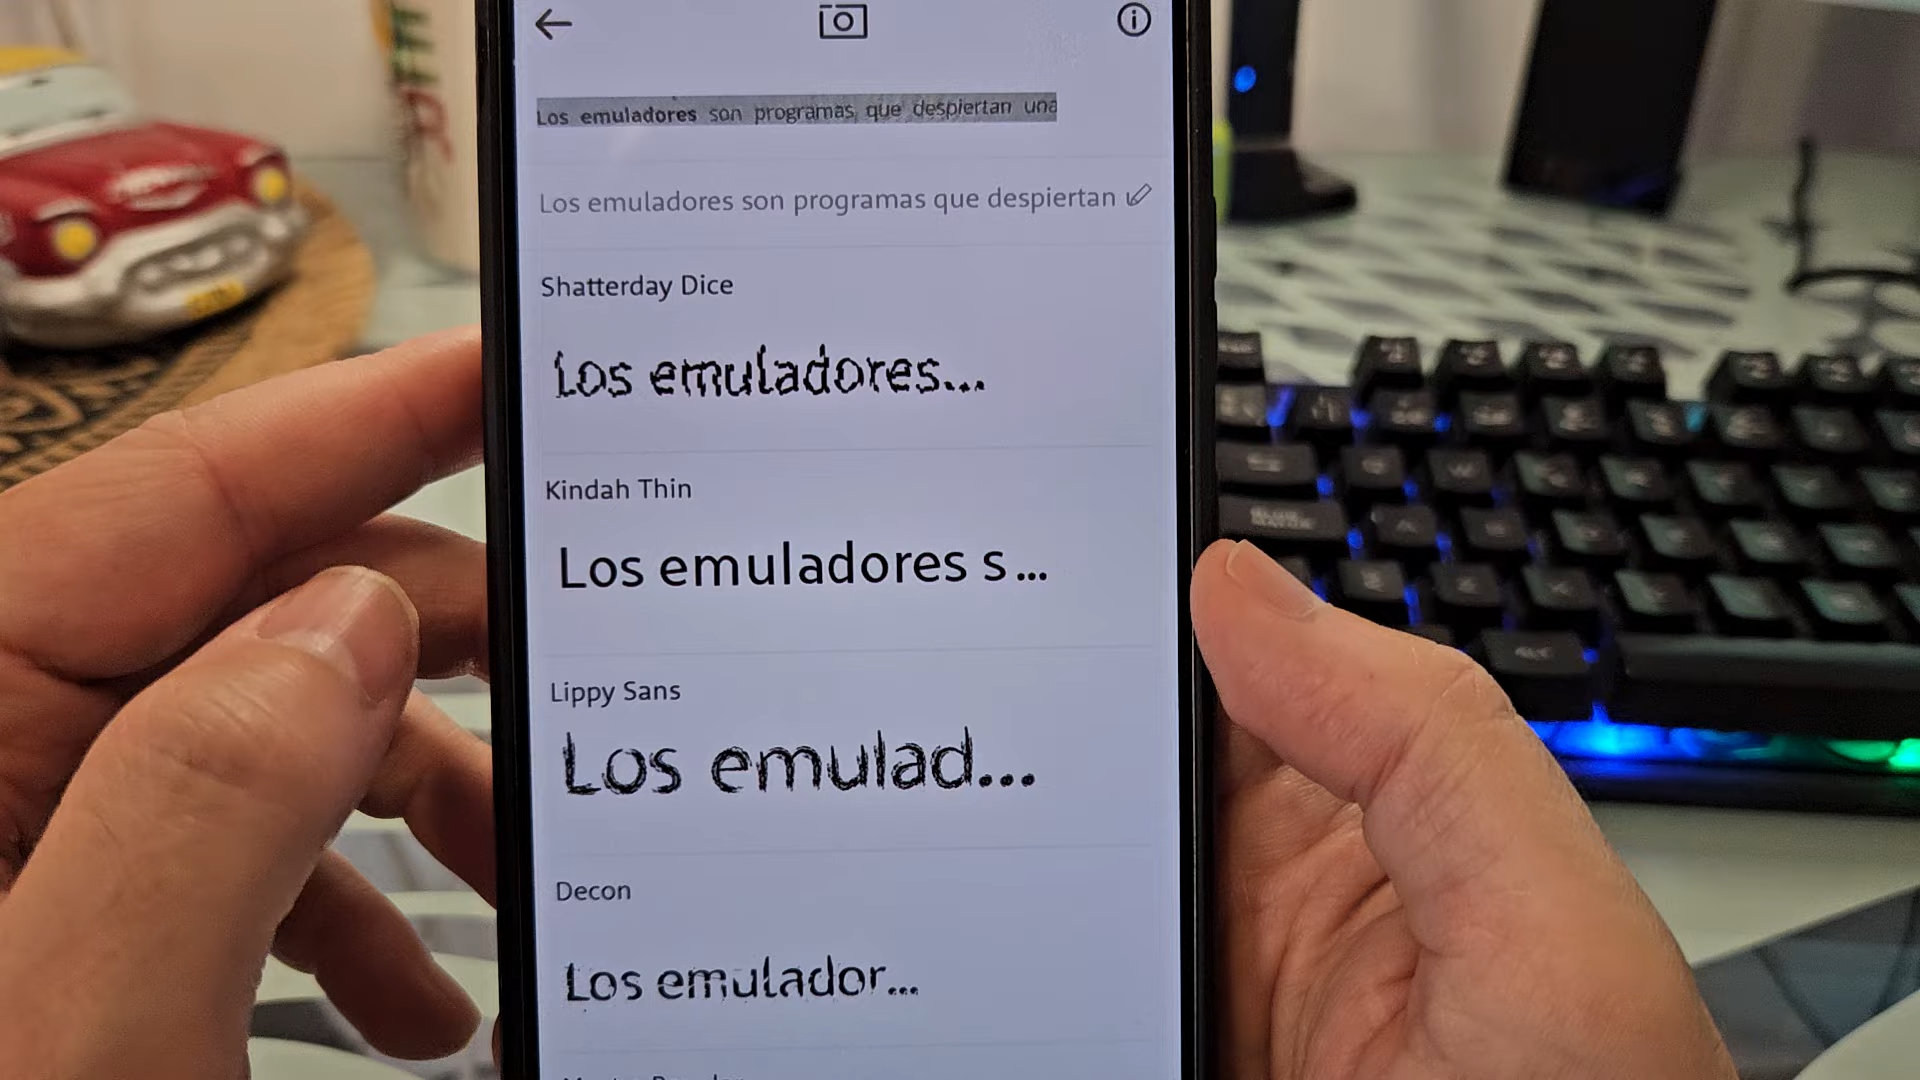 Los emuladores son programas que despiertan una
Los emuladores son programas que despiertan
Shatterday Dice
Los emuladores...
Kindah Thin
Los emuladores s...
Lippy Sans
Los emulad...
Decon
Los emulador...